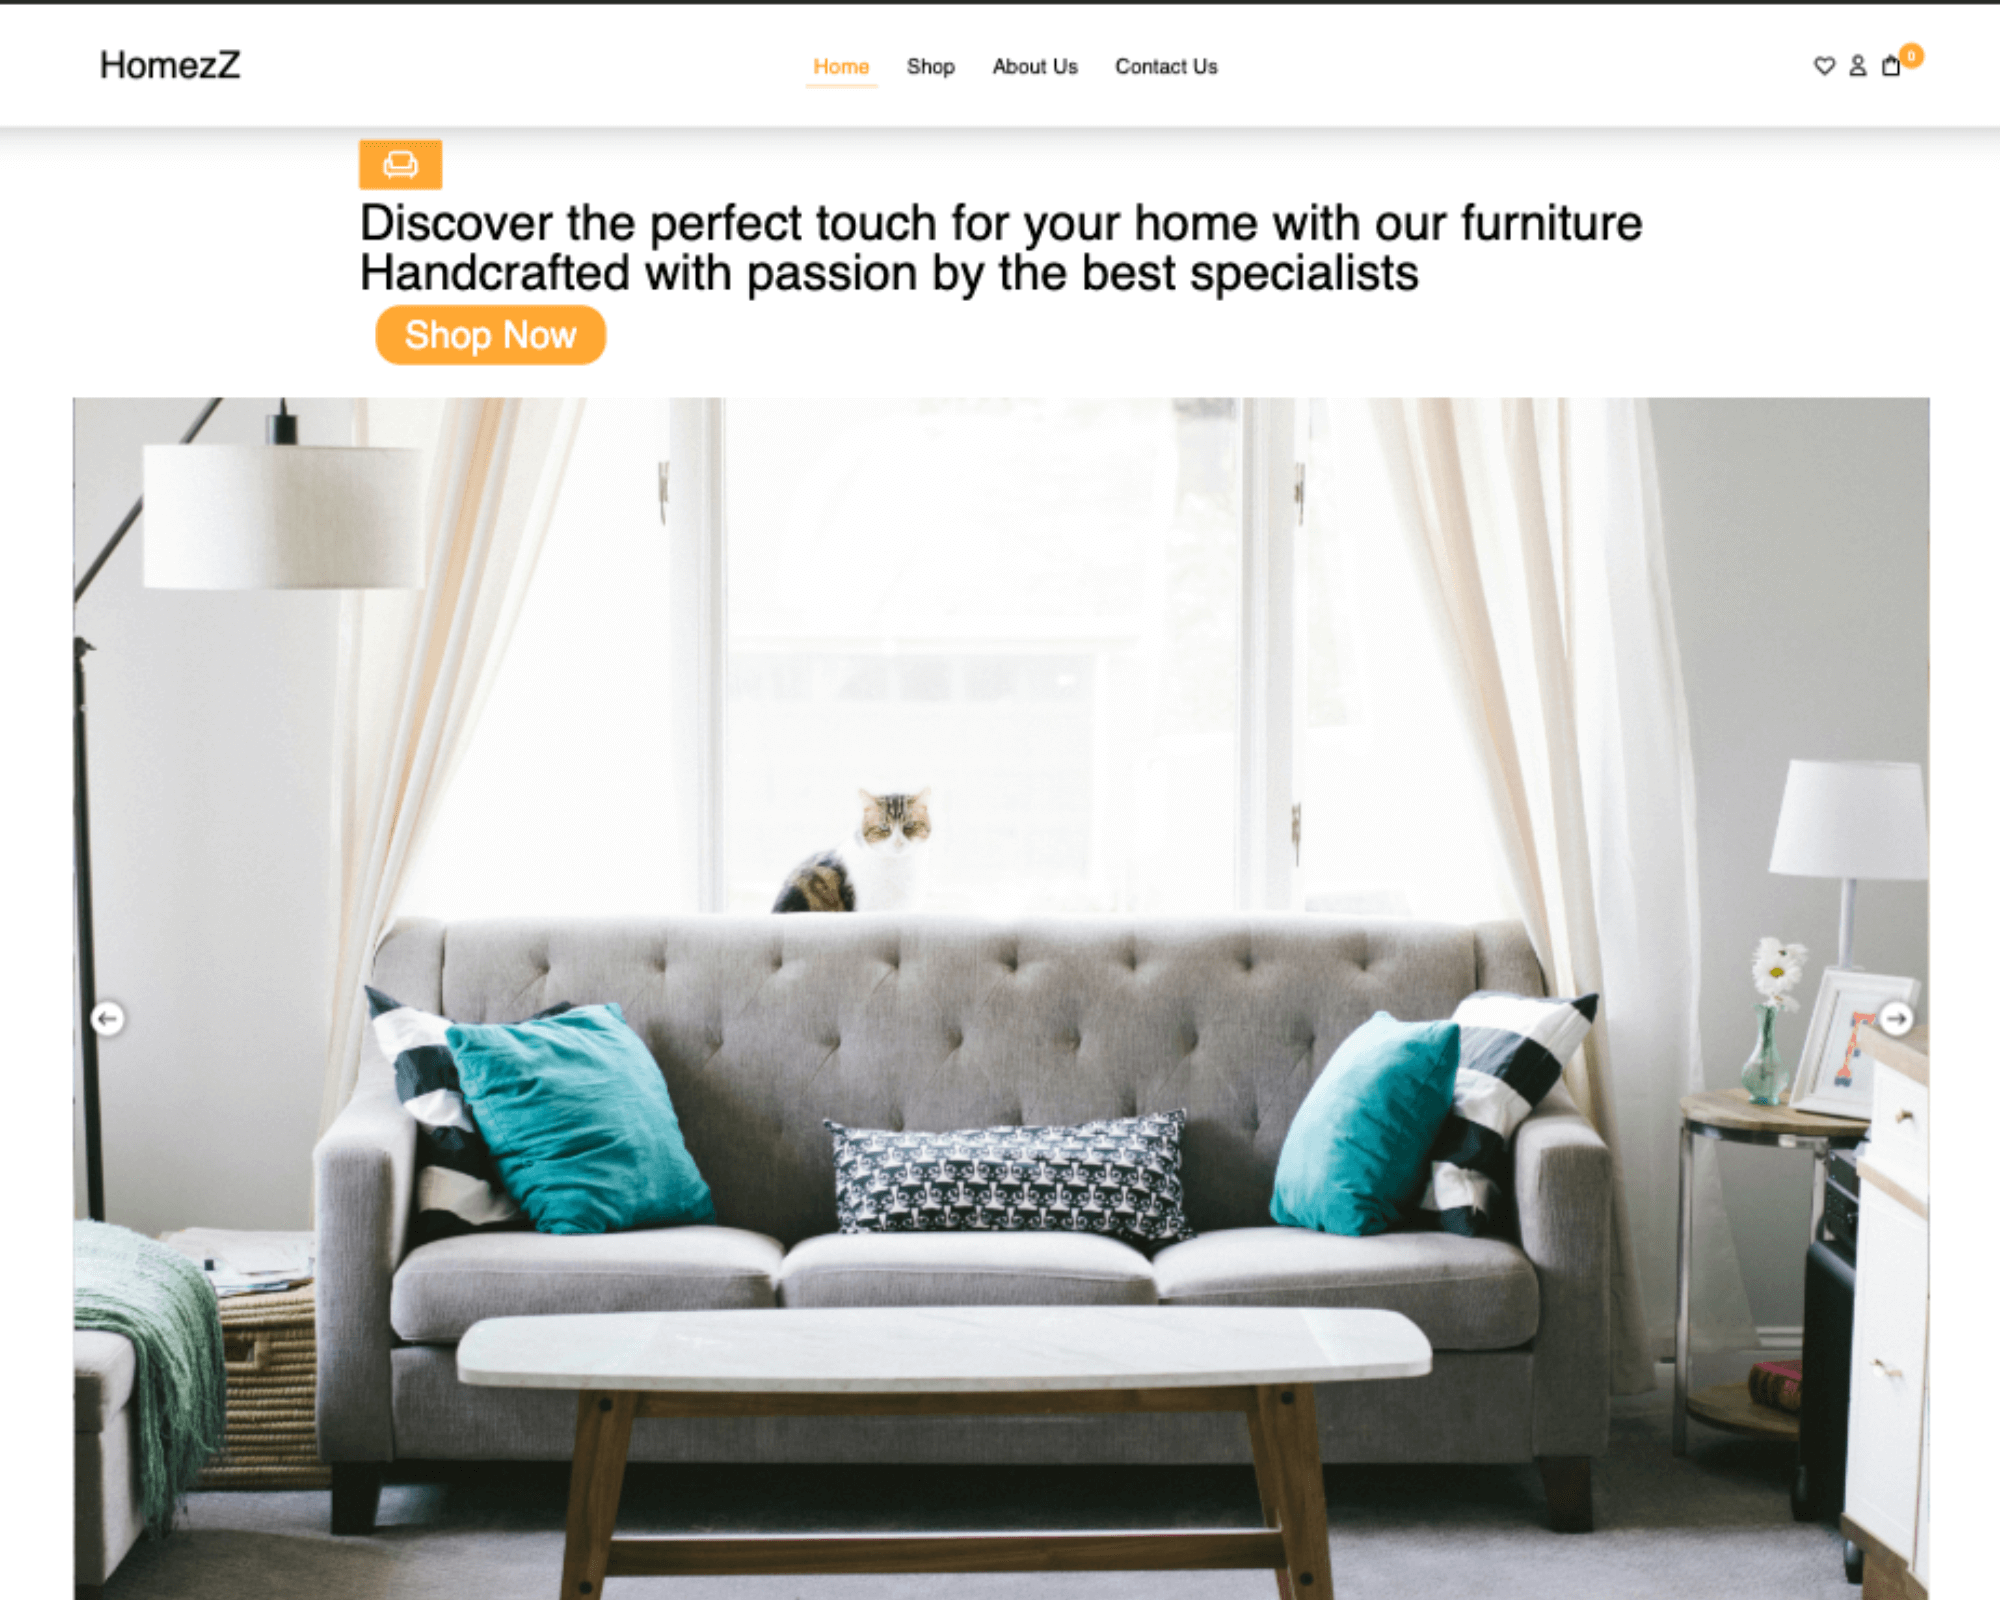 HomezZ
Home Shop About Us Contact Us
0
Discover the perfect touch for your home with our furniture
Handcrafted with passion by the best specialists
Shop Now